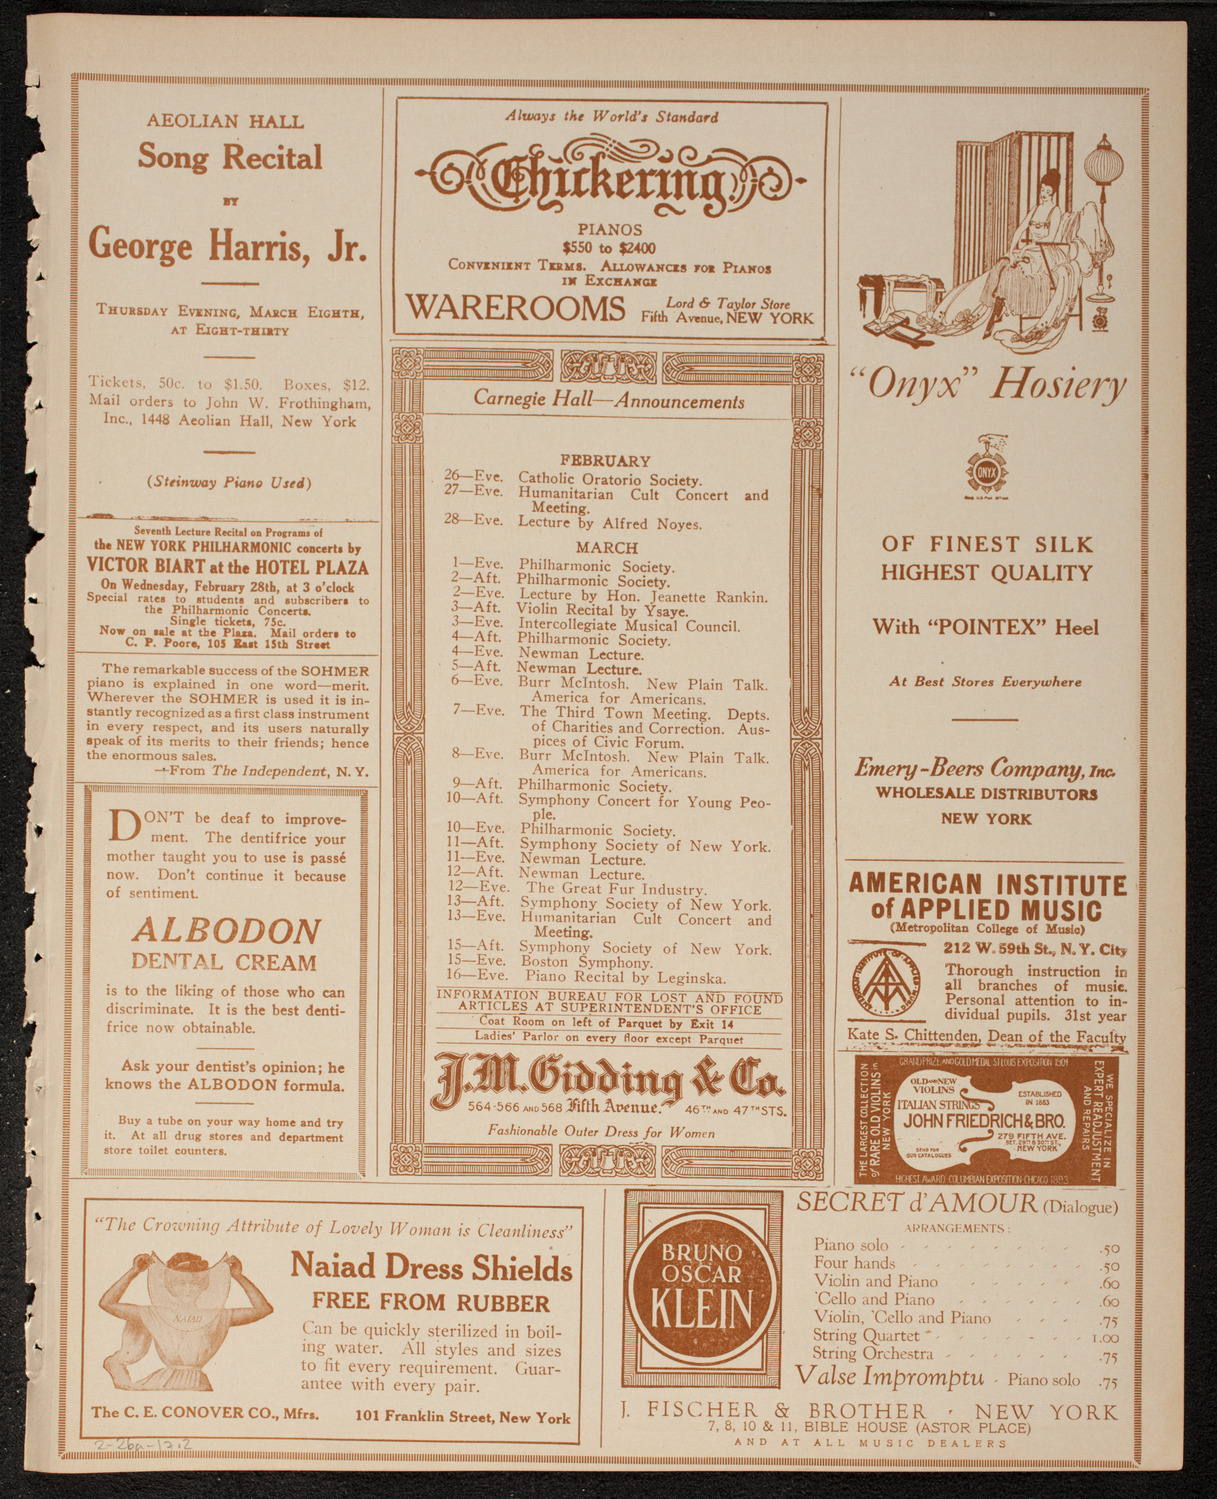 AEOLIAN HALL
Song Recital
BY
George Harris, Jr.
Thursday Evening, March Eighth,
at Eight-thirty
Tickets, 50c. to $1.50. Boxes, $12.
Mail orders to John W. Frothingham,
Inc., 1448 Aeolian Hall, New York
(Steinway Piano Used)
Seventh Lecture Recital on Programs of
the NEW YORK PHILHARMONIC concerts by
VICTOR BIART at the HOTEL PLAZA
On Wednesday, February 28th, at 3 o'clock
Special rates to students and subscribers to
the Philharmonic Concerts.
Single tickets, 75c.
Now on sale at the Plaza. Mail orders to
C. P. Poore, 105 East 15th Street
The remarkable success of the SOHMER
piano is explained in one word—merit.
Wherever the SOHMER is used it is in-
stantly recognized as a first class instrument
in every respect, and its users naturally
speak of its merits to their friends; hence
the enormous sales.
—From The Independent, N. Y.
DON'T be deaf to improve-
ment. The dentifrice your
mother taught you to use is passé
now. Don't continue it because
of sentiment.
ALBODON
DENTAL CREAM
is to the liking of those who can
discriminate. It is the best denti-
frice now obtainable.
Ask your dentist's opinion; he
knows the ALBODON formula.
Buy a tube on your way home and try
it. At all drug stores and department
store toilet counters.
Always the World's Standard
Chickering
PIANOS
$550 to $2400
Convenient Terms. Allowances for Pianos
in Exchange
WAREROOMS Lord & Taylor Store
Fifth Avenue, NEW YORK
Carnegie Hall—Announcements
FEBRUARY
26—Eve. Catholic Oratorio Society.
27—Eve. Humanitarian Cult Concert and
Meeting.
28—Eve. Lecture by Alfred Noyes.
MARCH
1—Eve. Philharmonic Society.
2—Aft. Philharmonic Society.
2—Eve. Lecture by Hon. Jeanette Rankin.
3—Aft. Violin Recital by Ysaye.
3—Eve. Intercollegiate Musical Council.
4—Aft. Philharmonic Society.
4—Eve. Newman Lecture.
5—Aft. Newman Lecture.
6—Eve. Burr McIntosh. New Plain Talk.
America for Americans.
7—Eve. The Third Town Meeting. Depts.
of Charities and Correction. Aus-
pices of Civic Forum.
8—Eve. Burr McIntosh. New Plain Talk.
America for Americans.
9—Aft. Philharmonic Society.
10—Aft. Symphony Concert for Young Peo-
ple.
10—Eve. Philharmonic Society.
11—Aft. Symphony Society of New York.
11—Eve. Newman Lecture.
12—Aft. Newman Lecture.
12—Eve. The Great Fur Industry.
13—Aft. Symphony Society of New York.
13—Eve. Humanitarian Cult Concert and
Meeting.
15—Aft. Symphony Society of New York.
15—Eve. Boston Symphony.
16—Eve. Piano Recital by Leginska.
INFORMATION BUREAU FOR LOST AND FOUND
ARTICLES AT SUPERINTENDENT'S OFFICE
Coat Room on left of Parquet by Exit 14
Ladies' Parlor on every floor except Parquet
J.M. Gidding & Co.
564-566 AND 568 Fifth Avenue. 46TH AND 47TH STS.
Fashionable Outer Dress for Women
"Onyx" Hosiery
ONYX
OF FINEST SILK
HIGHEST QUALITY
With "POINTEX" Heel
At Best Stores Everywhere
Emery-Beers Company, Inc.
WHOLESALE DISTRIBUTORS
NEW YORK
AMERICAN INSTITUTE
of APPLIED MUSIC
(Metropolitan College of Music)
212 W. 59th St., N. Y. City
Thorough instruction in
all branches of music.
Personal attention to in-
dividual pupils. 31st year
Kate S. Chittenden, Dean of the Faculty
GRAND PRIZE AND GOLD MEDAL ST. LOUIS EXPOSITION 1904
THE LARGEST COLLECTION
of RARE OLD VIOLINS in
NEW YORK
OLD AND NEW
VIOLINS
ITALIAN STRINGS
ESTABLISHED
IN 1883
JOHN FRIEDRICH & BRO.
279 FIFTH AVE.
BET. 29TH & 30TH ST.,
NEW YORK
SEND FOR
OUR CATALOGUES
WE SPECIALIZE IN
EXPERT READJUSTMENT
AND REPAIRS
HIGHEST AWARD COLUMBIAN EXPOSITION CHICAGO 1893
"The Crowning Attribute of Lovely Woman is Cleanliness"
NAIAD
Naiad Dress Shields
FREE FROM RUBBER
Can be quickly sterilized in boil-
ing water. All styles and sizes
to fit every requirement. Guar-
antee with every pair.
The C. E. CONOVER CO., Mfrs. 101 Franklin Street, New York
2-26a-1212
BRUNO
OSCAR
KLEIN
SECRET d'AMOUR (Dialogue)
ARRANGEMENTS:
Piano solo - - - - - - - - .50
Four hands - - - - - - - .50
Violin and Piano - - - - - .60
'Cello and Piano - - - - - .60
Violin, 'Cello and Piano - - - .75
String Quartet - - - - - - 1.00
String Orchestra - - - - - - .75
Valse Impromptu - Piano solo .75
J. FISCHER & BROTHER - NEW YORK
7, 8, 10 & 11, BIBLE HOUSE (ASTOR PLACE)
AND AT ALL MUSIC DEALERS